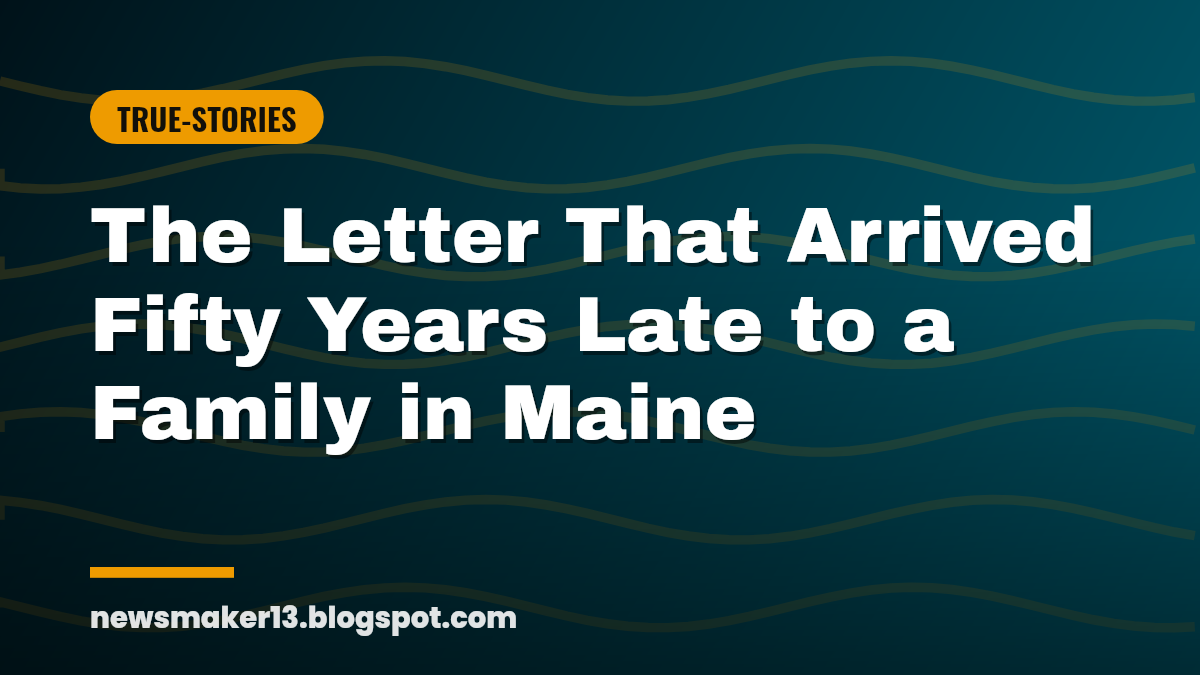 TRUE-STORIES
The Letter That Arrived
Fifty Years Late to a
Family in Maine
newsmaker13.blogspot.com